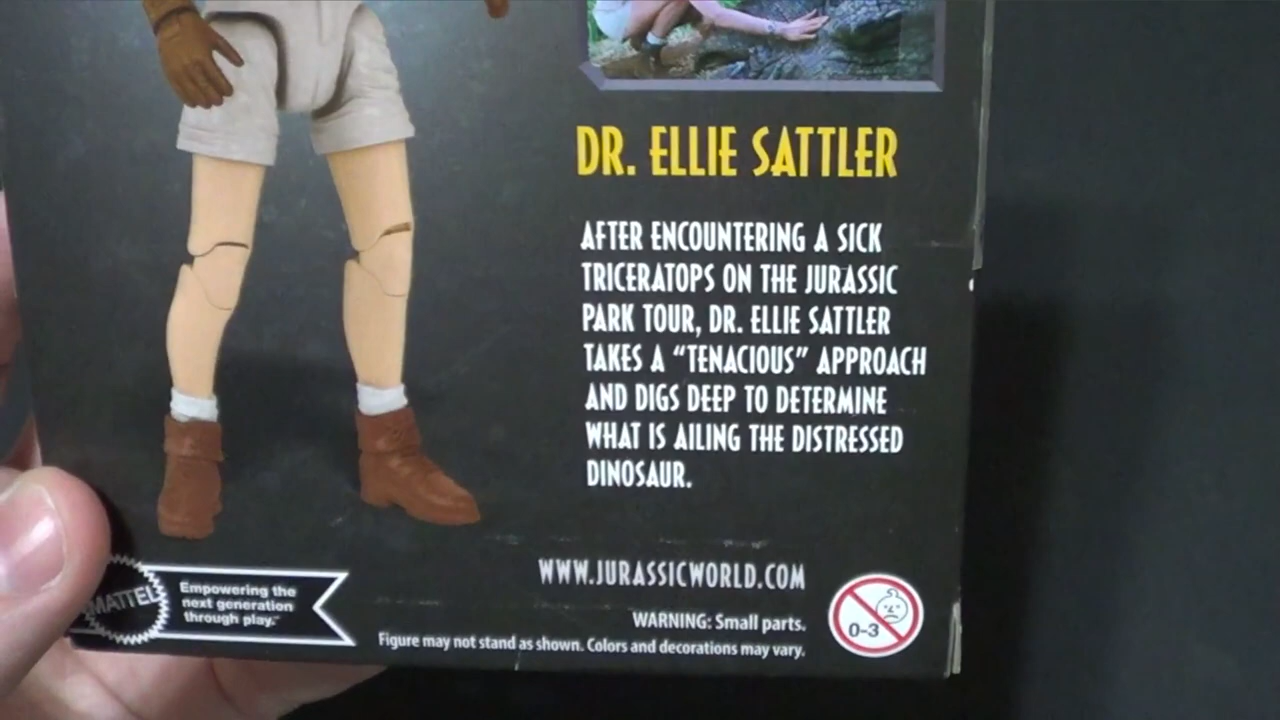 DR. ELLIE SATTLER
AFTER ENCOUNTERING A SICK
TRICERATOPS ON THE JURASSIC
PARK TOUR, DR. ELLIE SATTLER
TAKES A “TENACIOUS” APPROACH
AND DIGS DEEP TO DETERMINE
WHAT IS AILING THE DISTRESSED
DINOSAUR.
WWW.JURASSICWORLD.COM
WARNING: Small parts.
Figure may not stand as shown. Colors and decorations may vary.
0-3
MATTEL
Empowering the
next generation
through play.™